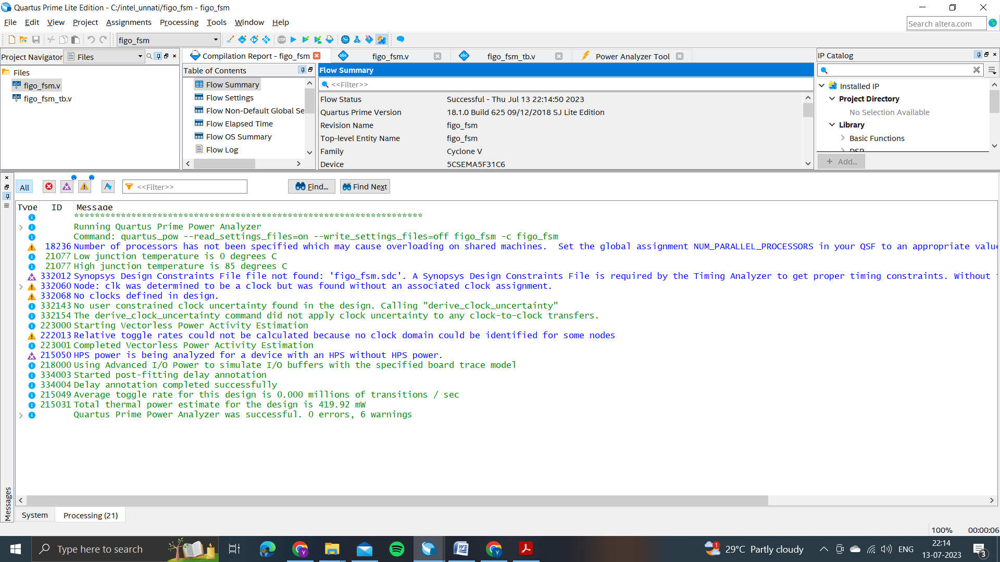 Quartus Prime Lite Edition - C:/intel_unnati/figo_fsm - figo_fsm
File Edit View Project Assignments Processing Tools Window Help
Search altera.com
figo_fsm
STOP
Project Navigator Files
Files
figo_fsm.v
figo_fsm_tb.v
Compilation Report - figo_fsm
abc figo_fsm.v
abc figo_fsm_tb.v
Power Analyzer Tool
Table of Contents
Flow Summary
Flow Settings
Flow Non-Default Global Se
Flow Elapsed Time
Flow OS Summary
Flow Log
Flow Summary
<<Filter>>
Flow Status Successful - Thu Jul 13 22:14:50 2023
Quartus Prime Version 18.1.0 Build 625 09/12/2018 SJ Lite Edition
Revision Name figo_fsm
Top-level Entity Name figo_fsm
Family Cyclone V
Device 5CSEMA5F31C6
IP Catalog
Installed IP
Project Directory
No Selection Available
Library
Basic Functions
DSP
+ Add...
All <<Filter>> Find... Find Next
Type ID Message
*******************************************************************
Running Quartus Prime Power Analyzer
Command: quartus_pow --read_settings_files=on --write_settings_files=off figo_fsm -c figo_fsm
18236 Number of processors has not been specified which may cause overloading on shared machines.  Set the global assignment NUM_PARALLEL_PROCESSORS in your QSF to an appropriate value
21077 Low junction temperature is 0 degrees C
21077 High junction temperature is 85 degrees C
332012 Synopsys Design Constraints File file not found: 'figo_fsm.sdc'. A Synopsys Design Constraints File is required by the Timing Analyzer to get proper timing constraints. Without
332060 Node: clk was determined to be a clock but was found without an associated clock assignment.
332068 No clocks defined in design.
332143 No user constrained clock uncertainty found in the design. Calling "derive_clock_uncertainty"
332154 The derive_clock_uncertainty command did not apply clock uncertainty to any clock-to-clock transfers.
223000 Starting Vectorless Power Activity Estimation
222013 Relative toggle rates could not be calculated because no clock domain could be identified for some nodes
223001 Completed Vectorless Power Activity Estimation
215050 HPS power is being analyzed for a device with an HPS without HPS power.
218000 Using Advanced I/O Power to simulate I/O buffers with the specified board trace model
334003 Started post-fitting delay annotation
334004 Delay annotation completed successfully
215049 Average toggle rate for this design is 0.000 millions of transitions / sec
215031 Total thermal power estimate for the design is 419.92 mW
Quartus Prime Power Analyzer was successful. 0 errors, 6 warnings
Messages
System Processing (21)
100% 00:00:06
Type here to search
29°C Partly cloudy
ENG
22:14
13-07-2023
3